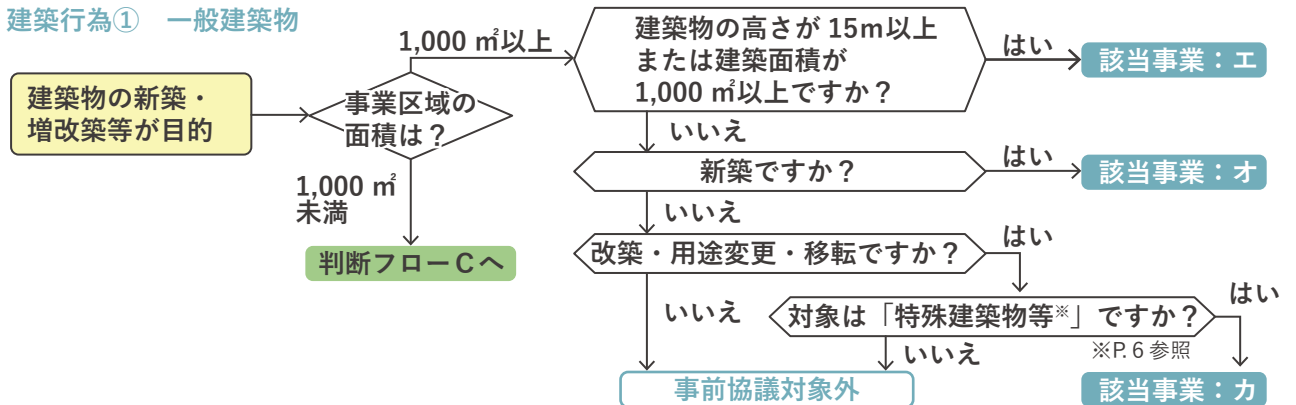 建築行為① 一般建築物
建築物の新築・
増改築等が目的
事業区域の
面積は？
1,000 ㎡以上
1,000 ㎡
未満
判断フローＣへ
建築物の高さが 15m以上
または建築面積が
1,000 ㎡以上ですか？
はい
該当事業：エ
いいえ
新築ですか？
はい
該当事業：オ
いいえ
改築・用途変更・移転ですか？
はい
いいえ
対象は「特殊建築物等※」ですか？
はい
※P. 6 参照
いいえ
事前協議対象外
該当事業：カ